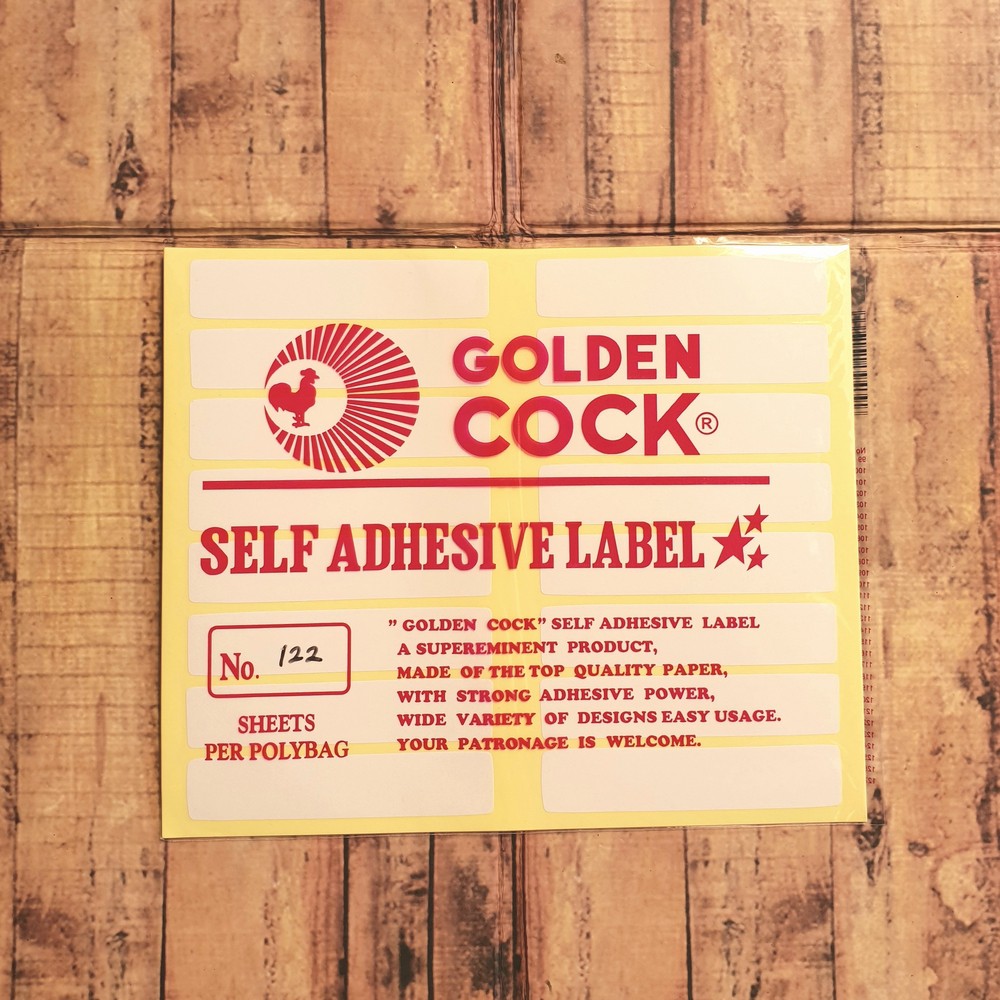 GOLDEN
COCK®
SELF ADHESIVE LABEL
No. 122
SHEETS
PER POLYBAG
" GOLDEN COCK" SELF ADHESIVE LABEL
A SUPEREMINENT PRODUCT,
MADE OF THE TOP QUALITY PAPER,
WITH STRONG ADHESIVE POWER,
WIDE VARIETY OF DESIGNS EASY USAGE.
YOUR PATRONAGE IS WELCOME.